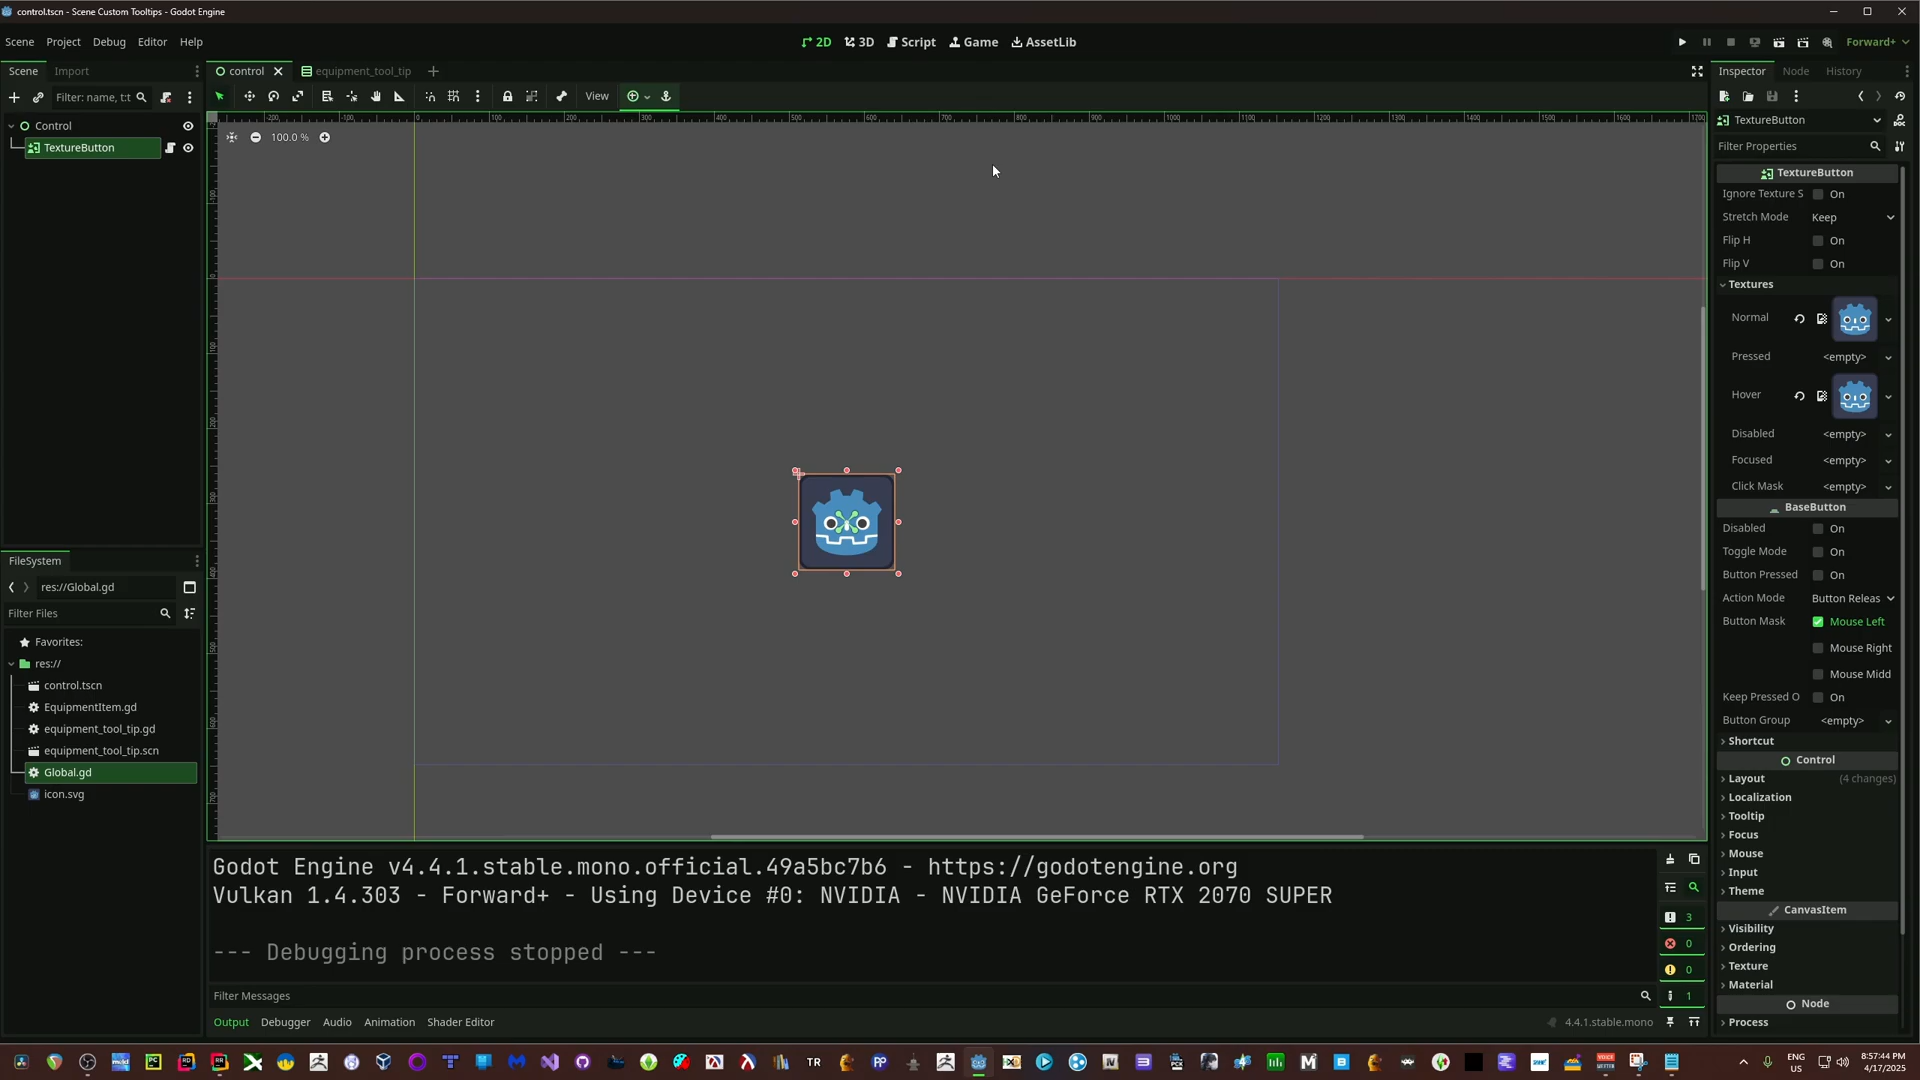 control.tscn - Scene Custom Tooltips - Godot Engine
Scene Project Debug Editor Help
2D 3D Script Game AssetLib
Forward+
Scene Import
control equipment_tool_tip
Inspector Node History
Filter: name, t:t
View
Control
TextureButton
100.0 %
TextureButton
Filter Properties
TextureButton
Ignore Texture S On
Stretch Mode Keep
Flip H On
Flip V On
Textures
Normal
Pressed <empty>
Hover
Disabled <empty>
Focused <empty>
Click Mask <empty>
BaseButton
Disabled On
Toggle Mode On
Button Pressed On
Action Mode Button Releas
Button Mask Mouse Left
Mouse Right
Mouse Midd
Keep Pressed O On
Button Group <empty>
Shortcut
Control
Layout (4 changes)
Localization
Tooltip
Focus
Mouse
Input
Theme
CanvasItem
Visibility
Ordering
Texture
Material
Node
Process
FileSystem
res://Global.gd
Filter Files
Favorites:
res://
control.tscn
EquipmentItem.gd
equipment_tool_tip.gd
equipment_tool_tip.scn
Global.gd
icon.svg
Godot Engine v4.4.1.stable.mono.official.49a5bc7b6 - https://godotengine.org
Vulkan 1.4.303 - Forward+ - Using Device #0: NVIDIA - NVIDIA GeForce RTX 2070 SUPER
--- Debugging process stopped ---
3
0
0
1
Filter Messages
Output Debugger Audio Animation Shader Editor
4.4.1.stable.mono
ENG
US
8:57:44 PM
4/17/2025